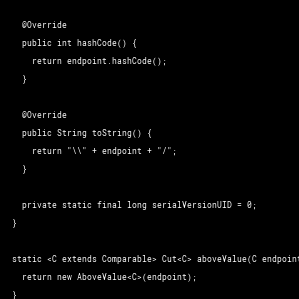 @Override
public int hashCode() {
return endpoint.hashCode();
}
@Override
public String toString() {
return "\\" + endpoint + "/";
}
private static final long serialVersionUID = 0;
}
static <C extends Comparable> Cut<C> aboveValue(C endpoint
return new AboveValue<C>(endpoint);
}